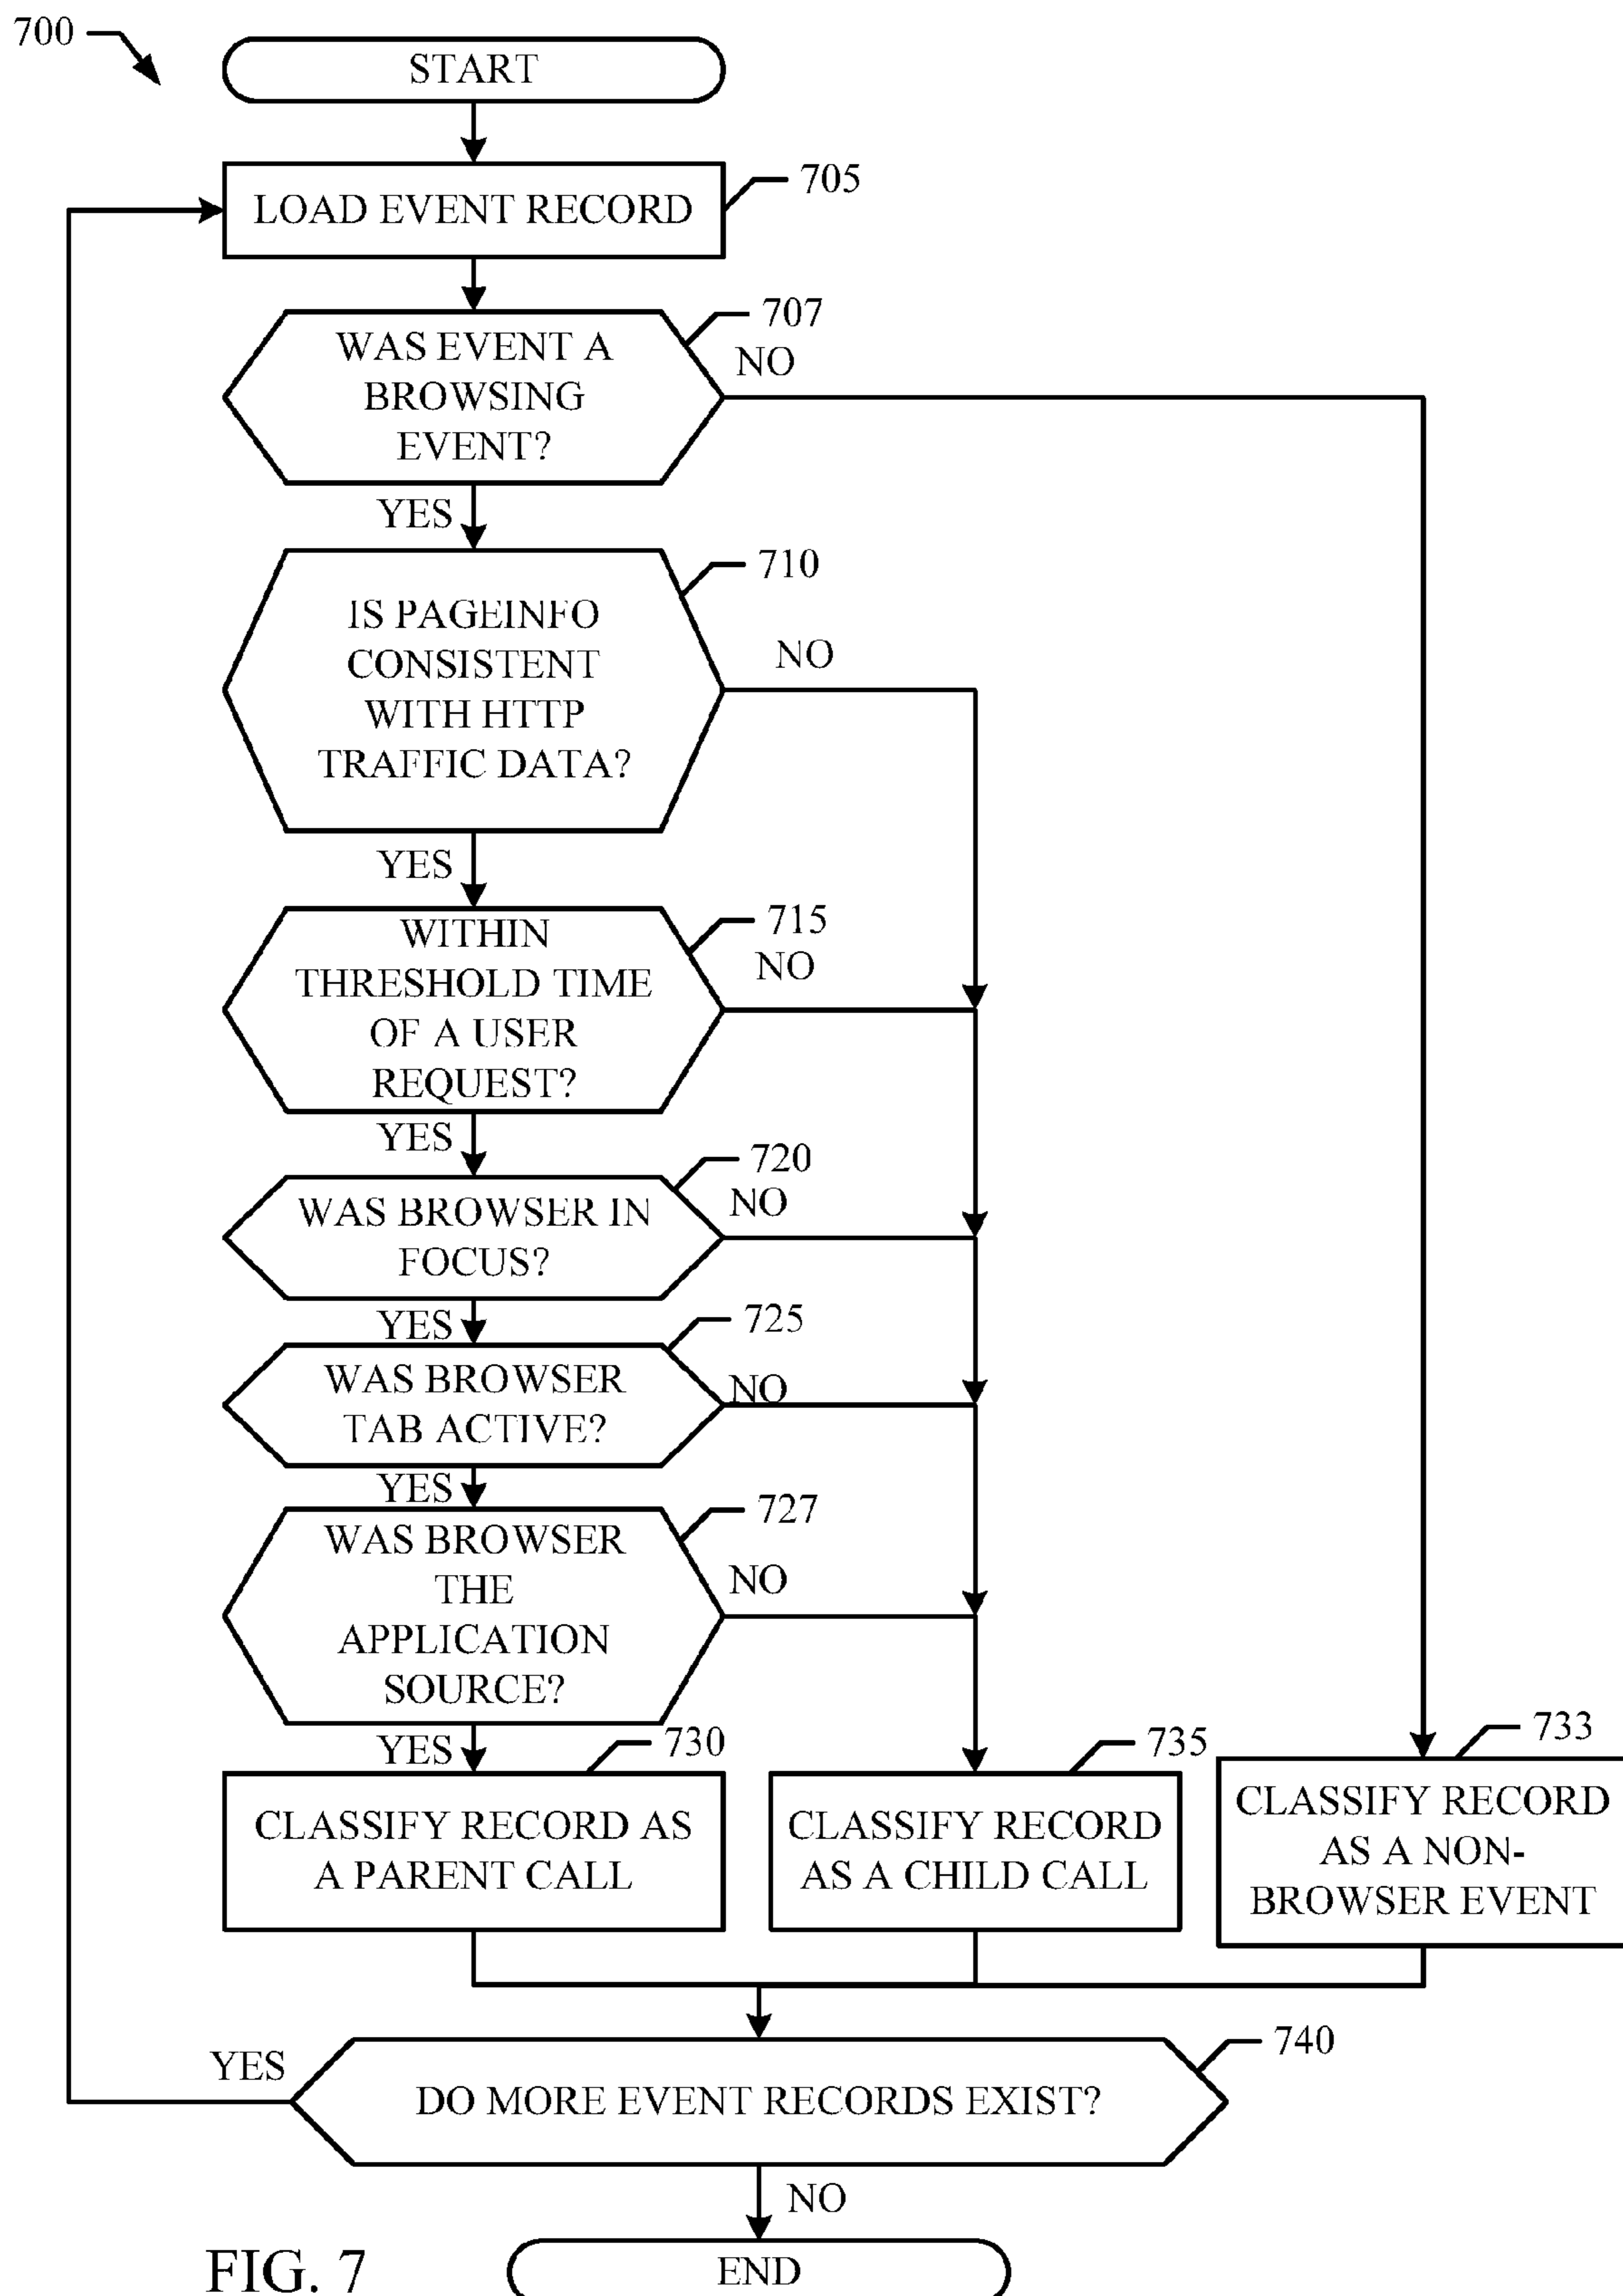 700
START
LOAD EVENT RECORD
705
WAS EVENT A
BROWSING
EVENT?
707
NO
YES
IS PAGEINFO
CONSISTENT
WITH HTTP
TRAFFIC DATA?
710
NO
YES
WITHIN
THRESHOLD TIME
OF A USER
REQUEST?
715
NO
YES
WAS BROWSER IN
FOCUS?
720
NO
YES
WAS BROWSER
TAB ACTIVE?
725
NO
YES
WAS BROWSER
THE
APPLICATION
SOURCE?
727
NO
YES
730
CLASSIFY RECORD AS
A PARENT CALL
735
CLASSIFY RECORD
AS A CHILD CALL
733
CLASSIFY RECORD
AS A NON-
BROWSER EVENT
YES
DO MORE EVENT RECORDS EXIST?
740
NO
END
FIG. 7